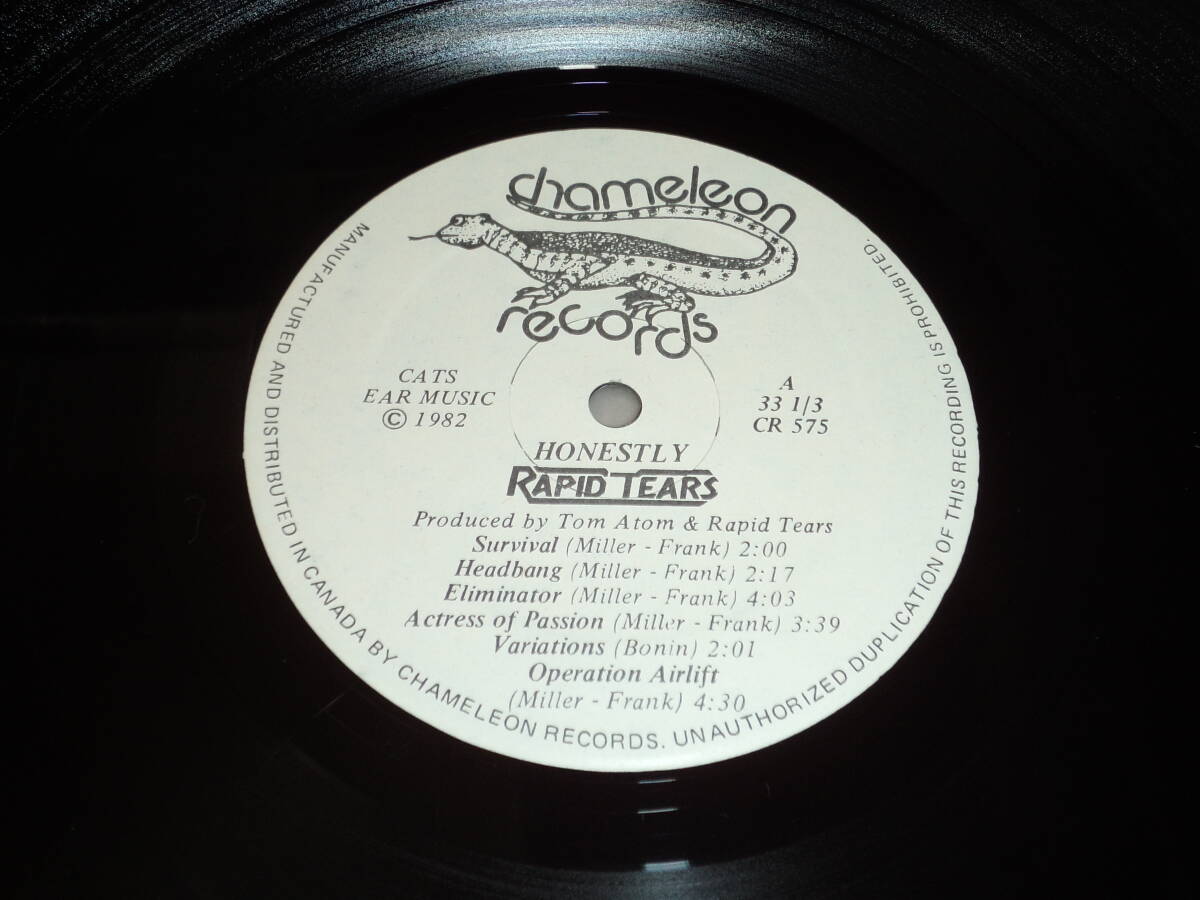 chameleon
records
CATS
EAR MUSIC
© 1982
A
33 1/3
CR 575
HONESTLY
RAPID TEARS
Produced by Tom Atom & Rapid Tears
Survival (Miller - Frank) 2:00
Headbang (Miller - Frank) 2:17
Eliminator (Miller - Frank) 4:03
Actress of Passion (Miller - Frank) 3:39
Variations (Bonin) 2:01
Operation Airlift
(Miller - Frank) 4:30
MANUFACTURED AND DISTRIBUTED IN CANADA BY CHAMELEON RECORDS. UNAUTHORIZED DUPLICATION OF THIS RECORDING IS PROHIBITED.